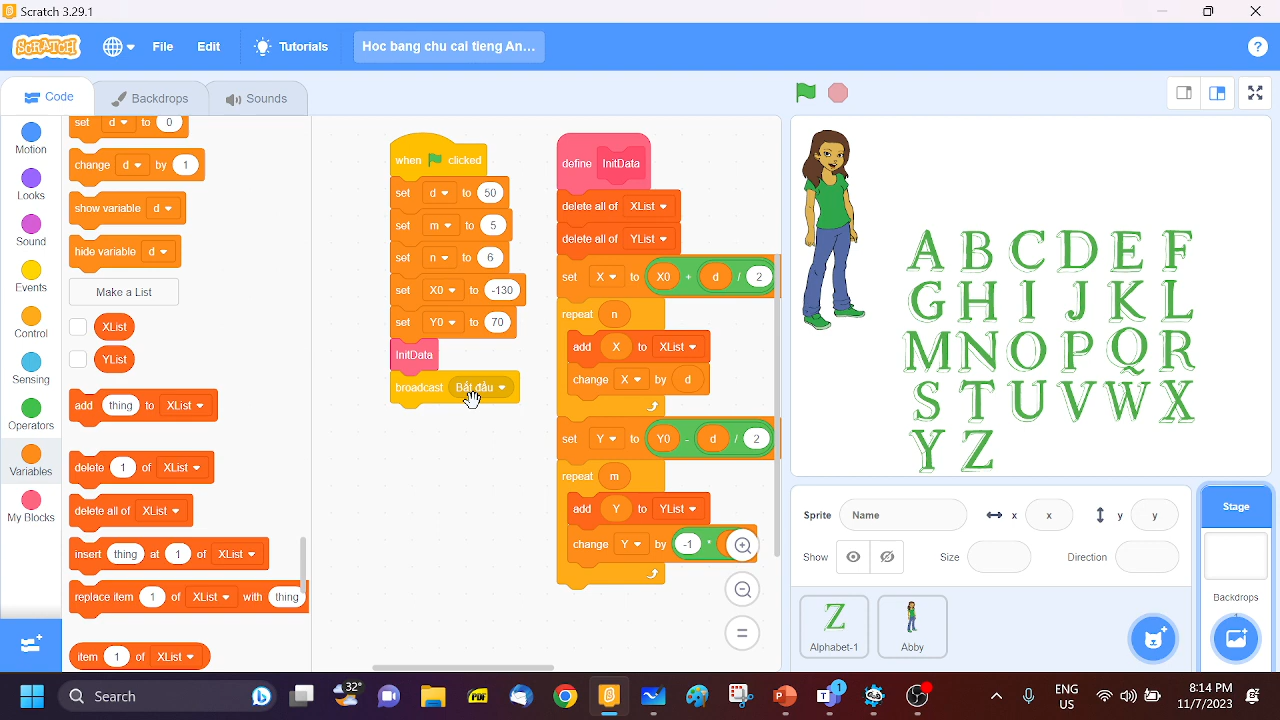 Scratch 3.29.1
SCRATCH File Edit Tutorials Hoc bang chu cai tieng An...
Code Backdrops Sounds
Motion
Looks
Sound
Events
Control
Sensing
Operators
Variables
My Blocks
set d to 0
change d by 1
show variable d
hide variable d
Make a List
XList
YList
add thing to XList
delete 1 of XList
delete all of XList
insert thing at 1 of XList
replace item 1 of XList with thing
item 1 of XList
when clicked
set d to 50
set m to 5
set n to 6
set X0 to -130
set Y0 to 70
InitData
broadcast Bắt đầu
define InitData
delete all of XList
delete all of YList
set X to X0 + d / 2
repeat n
add X to XList
change X by d
set Y to Y0 - d / 2
repeat m
add Y to YList
change Y by -1 *
A B C D E F
G H I J K L
M N O P Q R
S T U V W X
Y Z
Sprite Name x x y y
Show Size Direction
Z
Alphabet-1 Abby
Stage
Backdrops
1
Search 32° PDF 1 ENG US 8:14 PM 11/7/2023